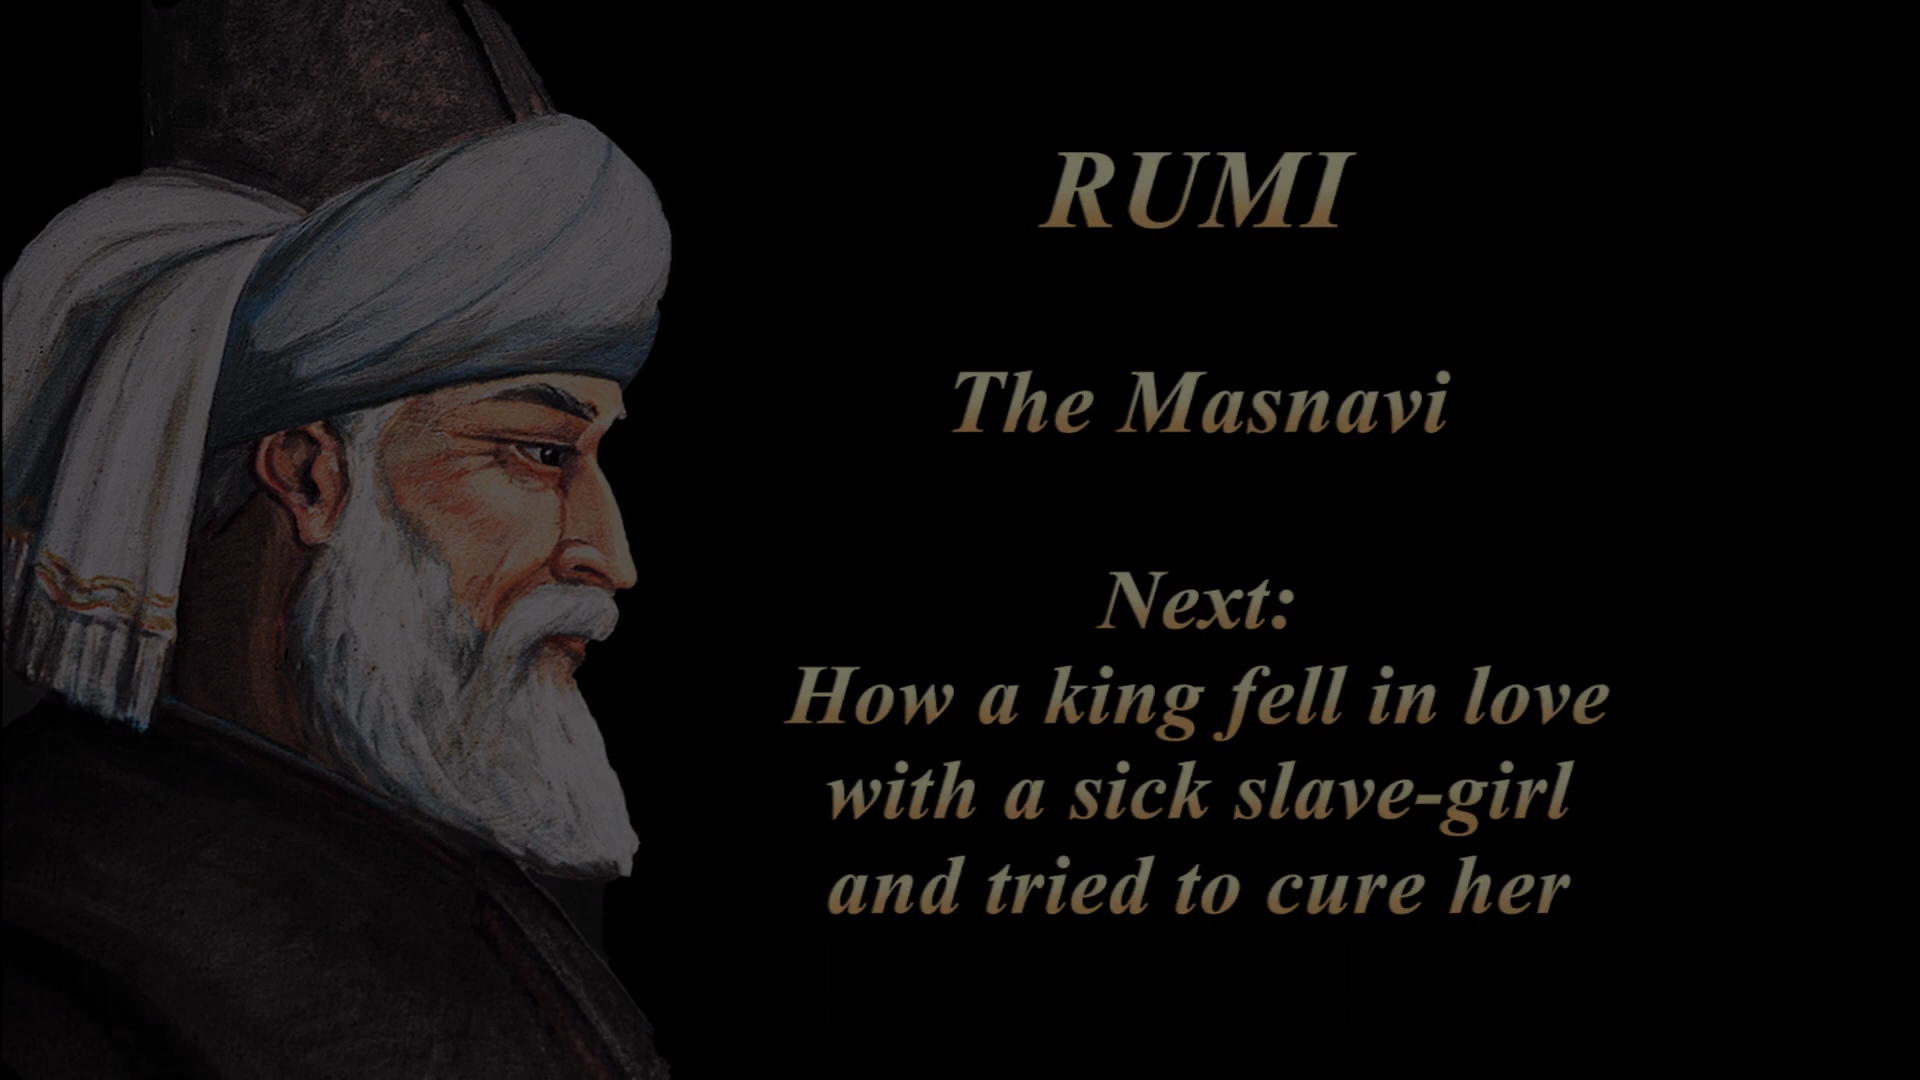 RUMI
The Masnavi
Next:
How a king fell in love
with a sick slave-girl
and tried to cure her